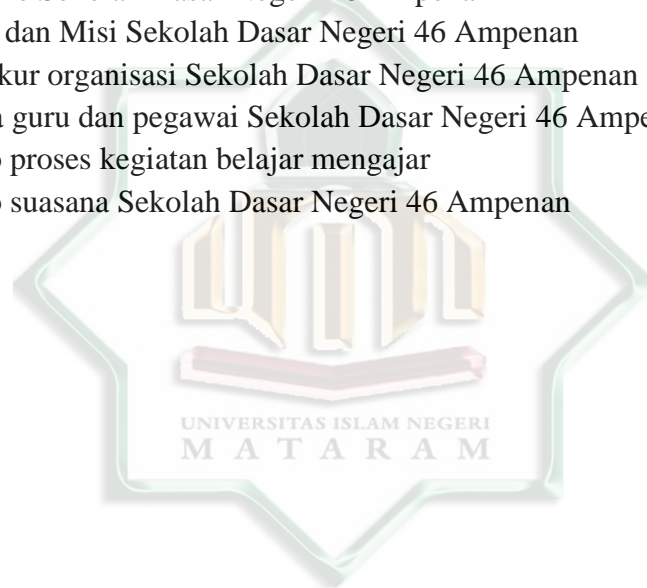 dan Misi Sekolah Dasar Negeri 46 Ampenan
kur organisasi Sekolah Dasar Negeri 46 Ampenan
guru dan pegawai Sekolah Dasar Negeri 46 Ampe
proses kegiatan belajar mengajar
suasana Sekolah Dasar Negeri 46 Ampenan
UNIVERSITAS ISLAM NEGERI
MATARAM